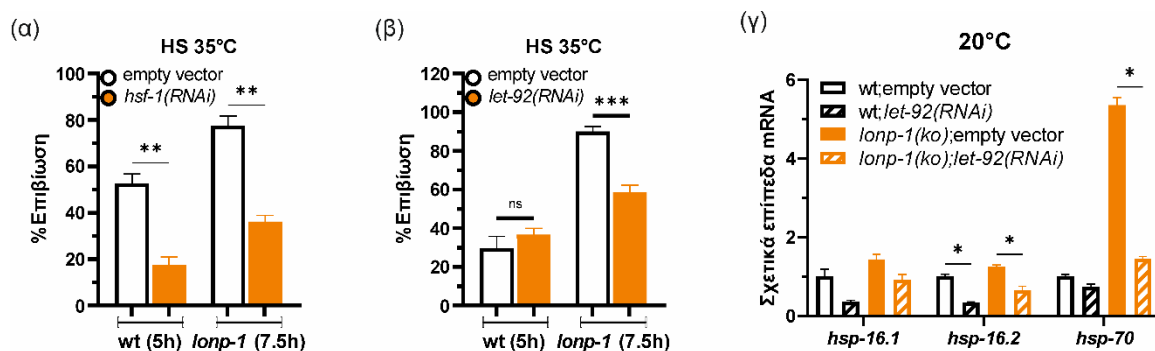 (α)
HS 35°C
empty vector
hsf-1(RNAi)
%Επιβίωση
100
80
60
40
20
0
**
**
wt (5h)
lonp-1 (7.5h)
(β)
HS 35°C
empty vector
let-92(RNAi)
%Επιβίωση
120
100
80
60
40
20
0
ns
***
wt (5h)
lonp-1 (7.5h)
(γ)
20°C
wt;empty vector
wt;let-92(RNAi)
lonp-1(ko);empty vector
lonp-1(ko);let-92(RNAi)
Σχετικά επίπεδα mRNA
6
4
2
0
*
*
*
hsp-16.1
hsp-16.2
hsp-70